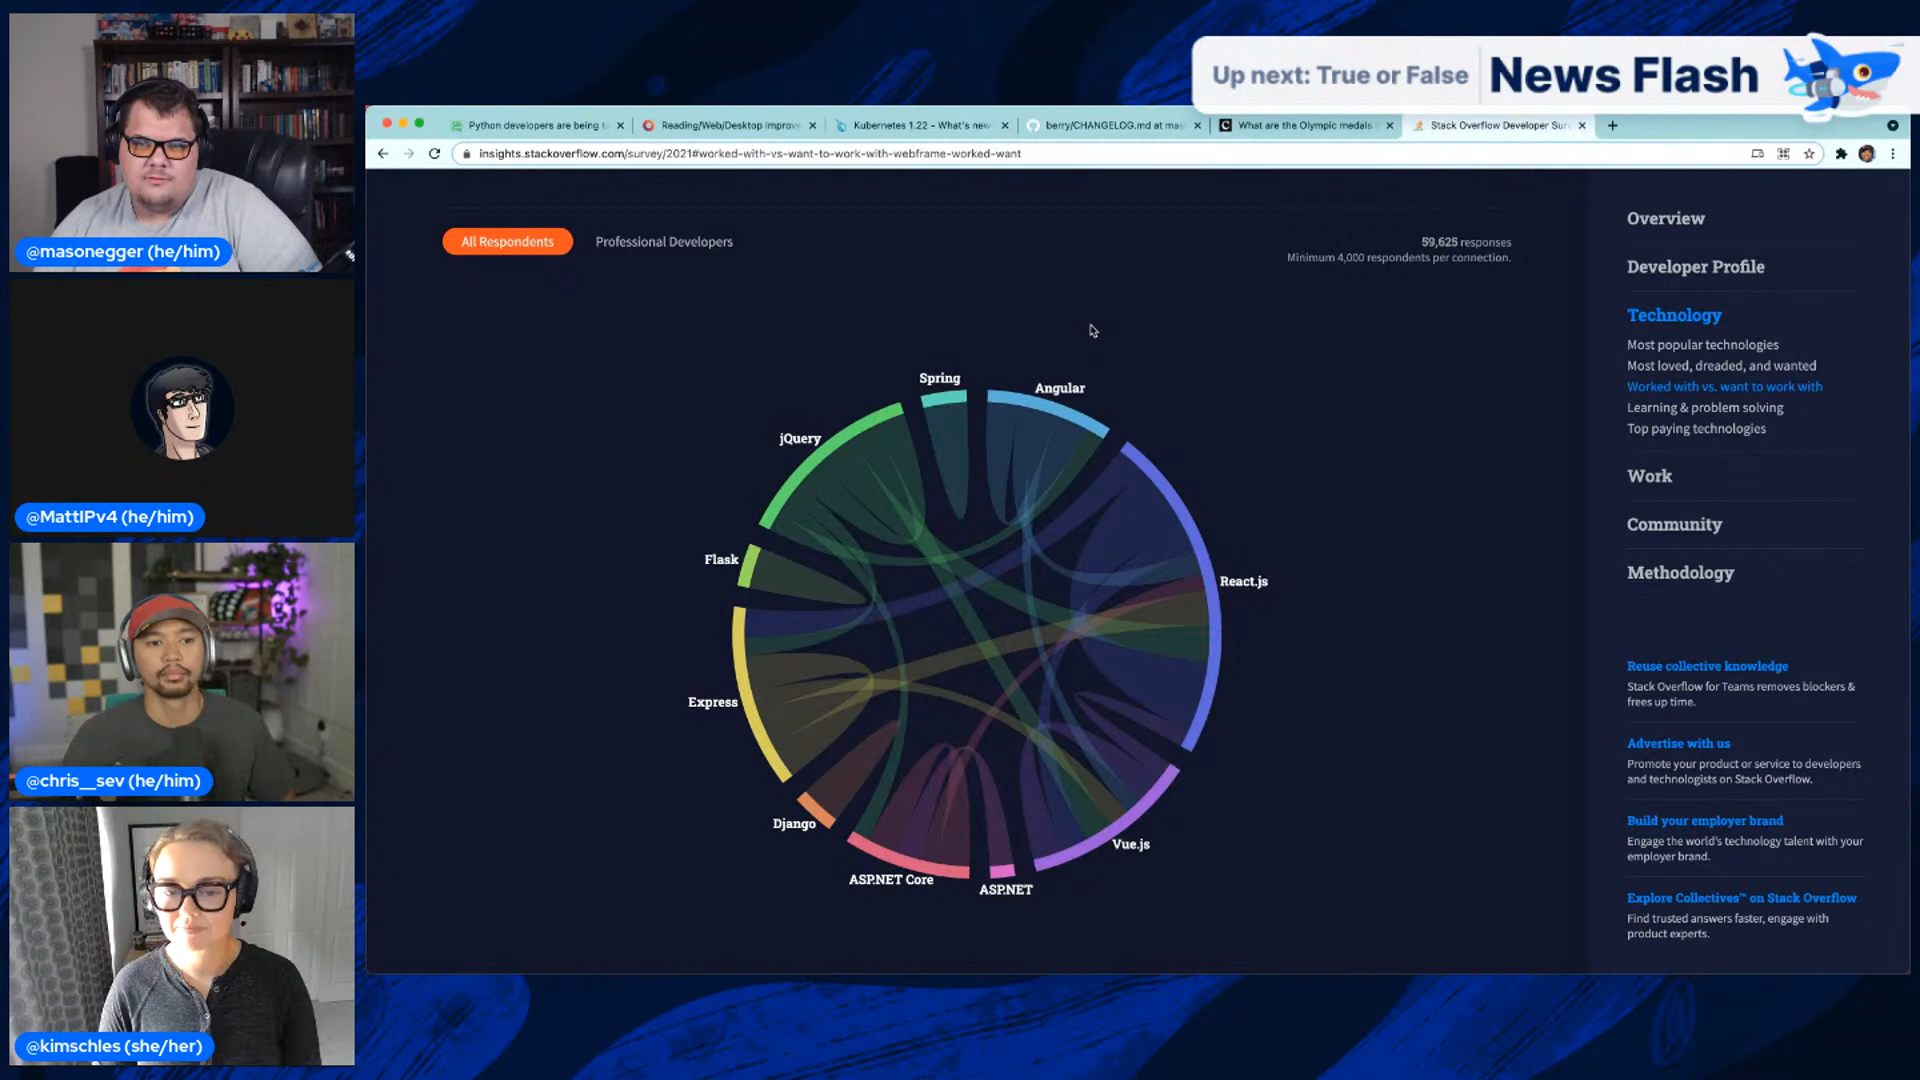 @masonegger (he/him)
@MattIPv4 (he/him)
@chris__sev (he/him)
@kimschles (she/her)
Up next: True or False
News Flash
Python developers are being t
Reading/Web/Desktop Improve
Kubernetes 1.22 - What's new
berry/CHANGELOG.md at mas
What are the Olympic medals
Stack Overflow Developer Sur
insights.stackoverflow.com/survey/2021#worked-with-vs-want-to-work-with-webframe-worked-want
All Respondents
Professional Developers
59,625 responses
Minimum 4,000 respondents per connection.
Spring
Angular
jQuery
Flask
React.js
Express
Django
ASP.NET Core
ASP.NET
Vue.js
Overview
Developer Profile
Technology
Most popular technologies
Most loved, dreaded, and wanted
Worked with vs. want to work with
Learning & problem solving
Top paying technologies
Work
Community
Methodology
Reuse collective knowledge
Stack Overflow for Teams removes blockers &
frees up time.
Advertise with us
Promote your product or service to developers
and technologists on Stack Overflow.
Build your employer brand
Engage the world's technology talent with your
employer brand.
Explore Collectives™ on Stack Overflow
Find trusted answers faster, engage with
product experts.